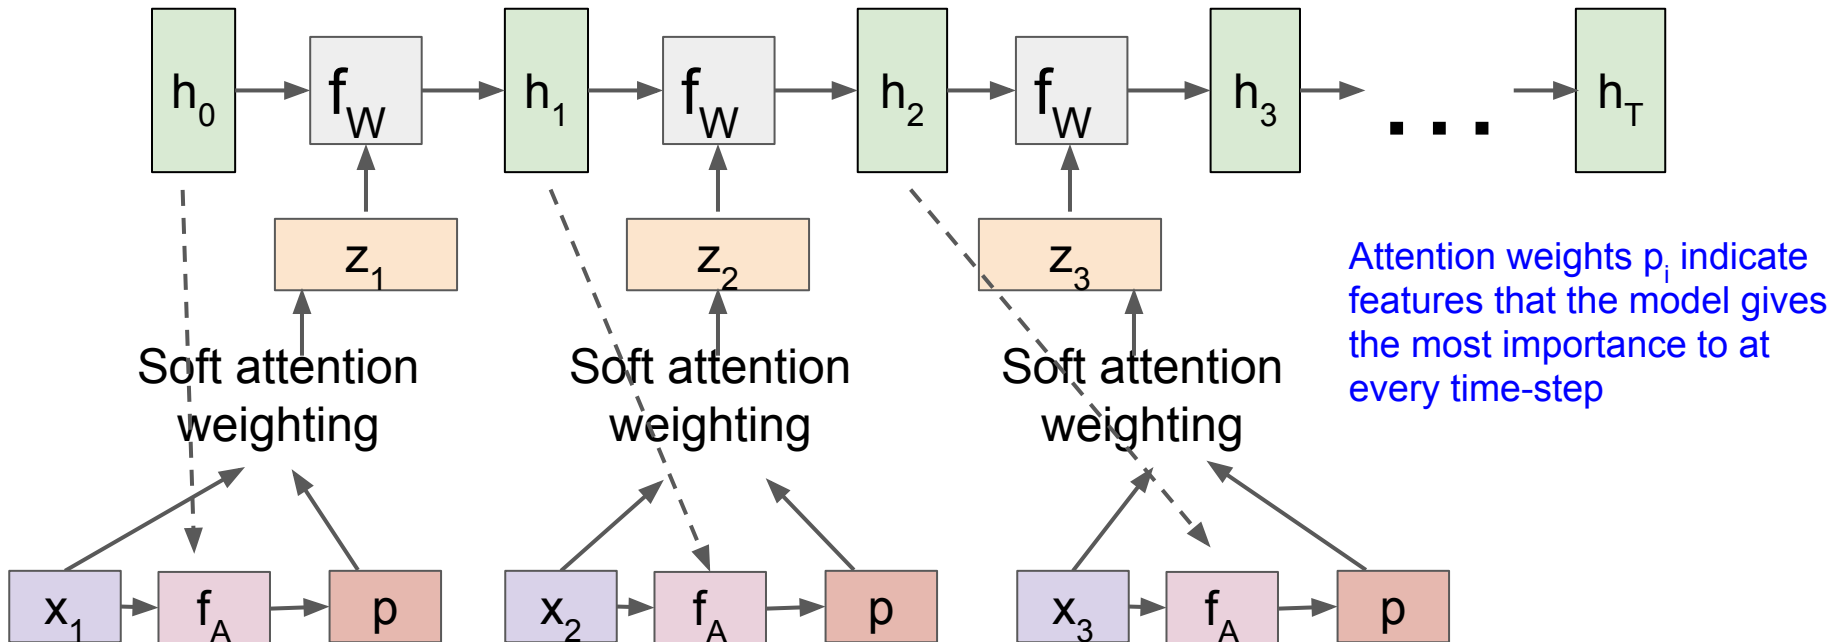 h0 fW h1 fW h2 fW h3 ... hT
z1 z2 z3
Attention weights pi indicate
features that the model gives
the most importance to at
every time-step
Soft attention
weighting
Soft attention
weighting
Soft attention
weighting
x1 fA p x2 fA p x3 fA p